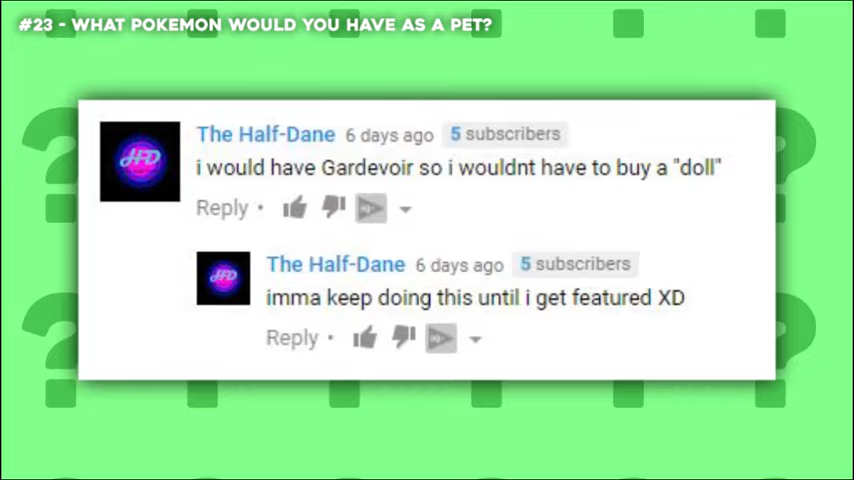 #23 - WHAT POKEMON WOULD YOU HAVE AS A PET?
The Half-Dane 6 days ago 5 subscribers
HD
i would have Gardevoir so i wouldnt have to buy a "doll"
Reply •
The Half-Dane 6 days ago 5 subscribers
HD
imma keep doing this until i get featured XD
Reply •